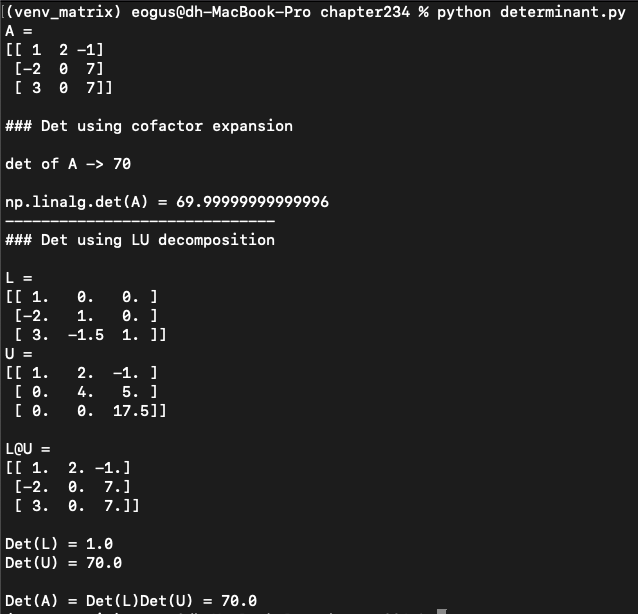 (venv_matrix) eogus@dh-MacBook-Pro chapter234 % python determinant.py
A =
[[ 1  2 -1]
 [-2  0  7]
 [ 3  0  7]]
### Det using cofactor expansion
det of A -> 70
np.linalg.det(A) = 69.99999999999996
------------------------------
### Det using LU decomposition
L =
[[ 1.   0.   0. ]
 [-2.   1.   0. ]
 [ 3.  -1.5  1. ]]
U =
[[ 1.   2.  -1. ]
 [ 0.   4.   5. ]
 [ 0.   0.  17.5]]
L@U =
[[ 1.  2. -1.]
 [-2.  0.  7.]
 [ 3.  0.  7.]]
Det(L) = 1.0
Det(U) = 70.0
Det(A) = Det(L)Det(U) = 70.0